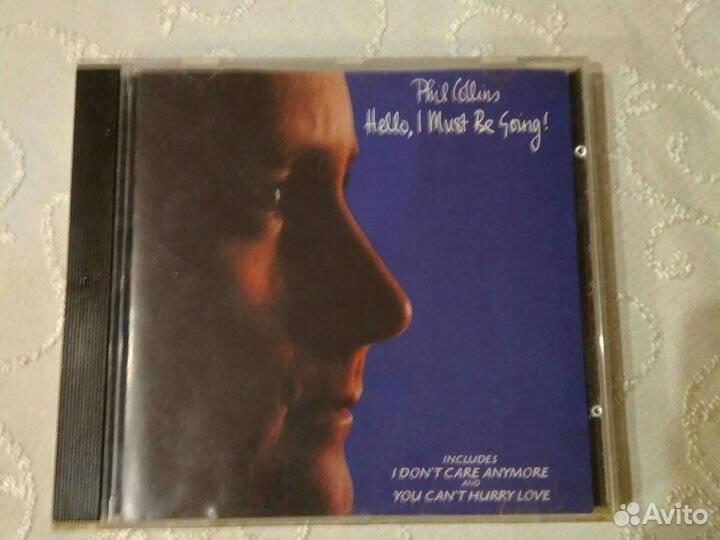 Phil Collins
Hello, I Must Be Going!
INCLUDES
I DON'T CARE ANYMORE
AND
YOU CAN'T HURRY LOVE
Avito